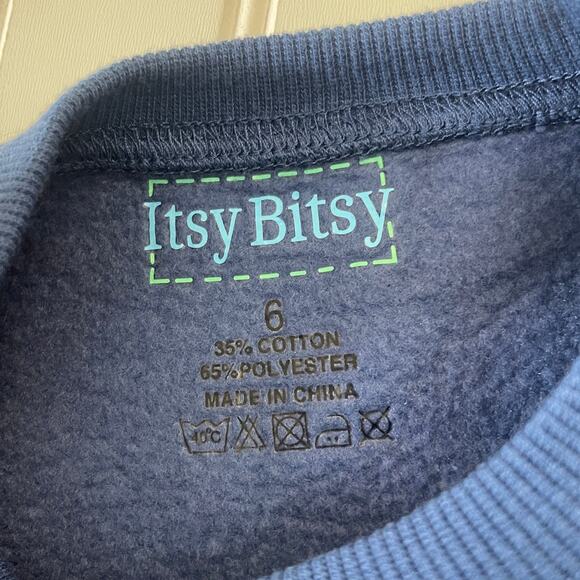 Itsy Bitsy
6
35% COTTON
65% POLYESTER
MADE IN CHINA
40°C